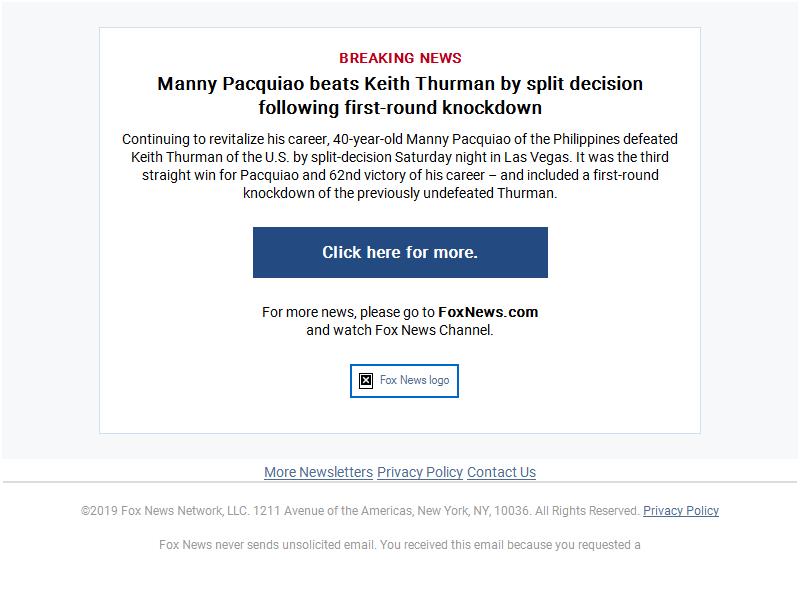 BREAKING NEWS
Manny Pacquiao beats Keith Thurman by split decision
following first-round knockdown
Continuing to revitalize his career, 40-year-old Manny Pacquiao of the Philippines defeated
Keith Thurman of the U.S. by split-decision Saturday night in Las Vegas. It was the third
straight win for Pacquiao and 62nd victory of his career – and included a first-round
knockdown of the previously undefeated Thurman.
Click here for more.
For more news, please go to FoxNews.com
and watch Fox News Channel.
Fox News logo
More Newsletters Privacy Policy Contact Us
©2019 Fox News Network, LLC. 1211 Avenue of the Americas, New York, NY, 10036. All Rights Reserved. Privacy Policy
Fox News never sends unsolicited email. You received this email because you requested a